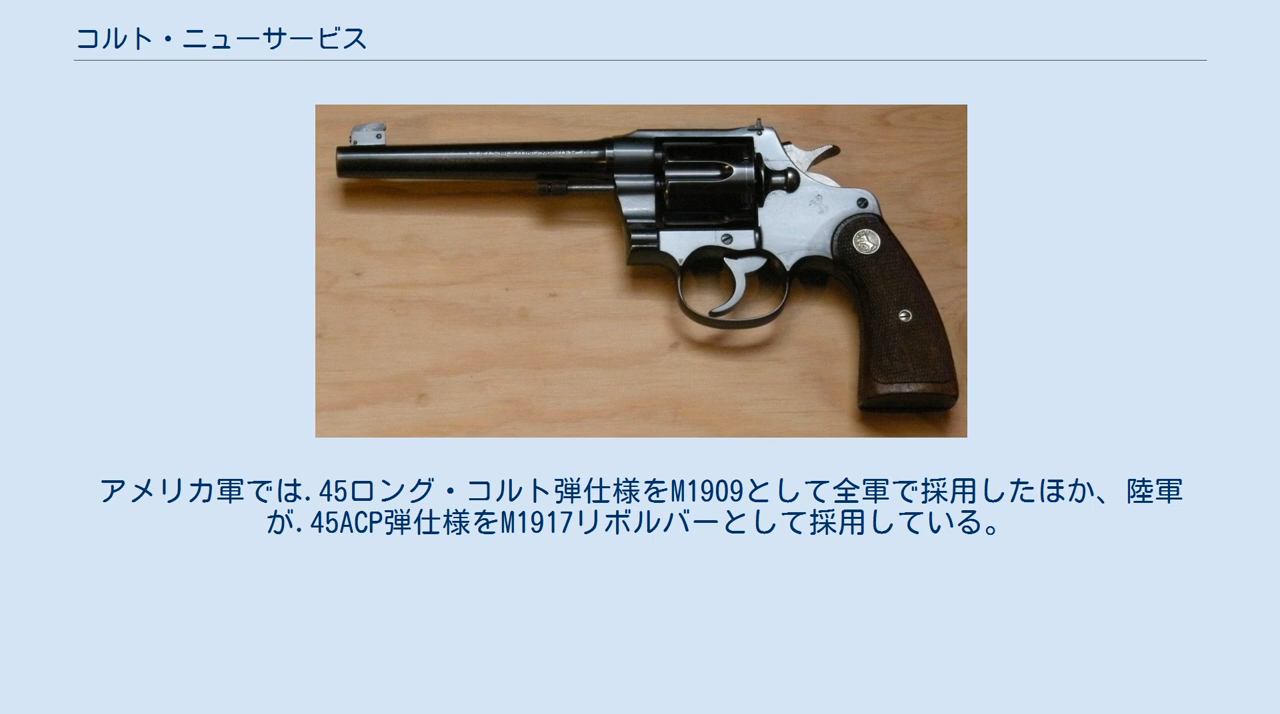 コルト・ニューサービス
アメリカ軍では.45ロング・コルト弾仕様をM1909として全軍で採用したほか、陸軍
が.45ACP弾仕様をM1917リボルバーとして採用している。